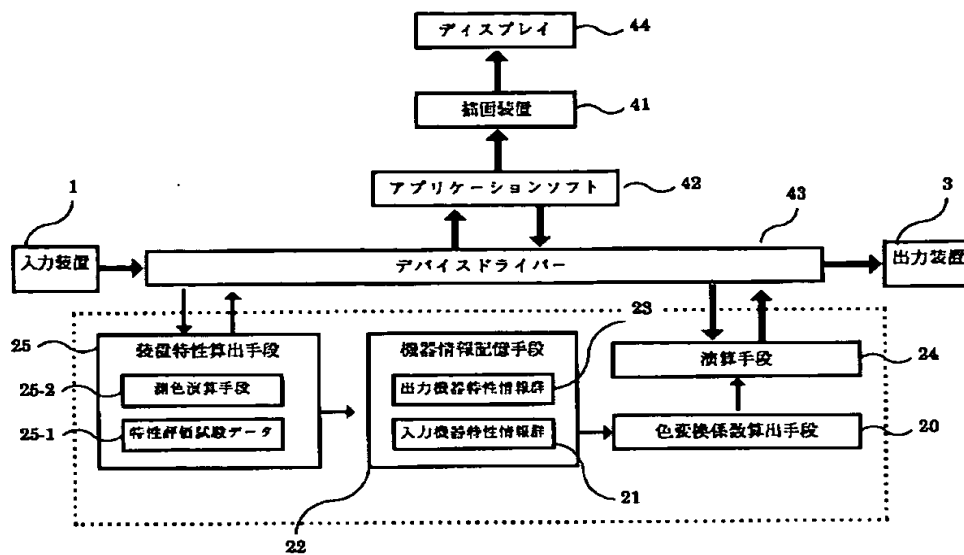 ディスプレイ
44
描画装置
41
アプリケーションソフト
42
1
43
3
入力装置
デバイスドライバー
出力装置
23
25
装置特性算出手段
機器情報記憶手段
演算手段
24
25-2
測色演算手段
出力機器特性情報群
25-1
特性評価試験データ
入力機器特性情報群
色変換係数算出手段
20
21
22